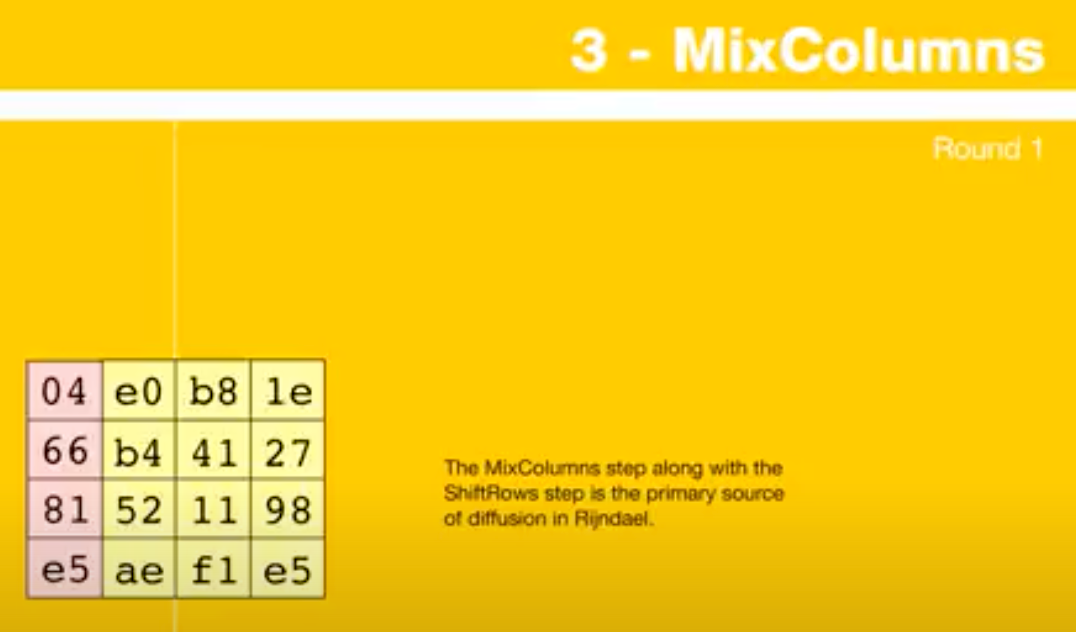 3 - MixColumns
Round 1
04 e0 b8 1e
66 b4 41 27
81 52 11 98
e5 ae f1 e5
The MixColumns step along with the
ShiftRows step is the primary source
of diffusion in Rijndael.